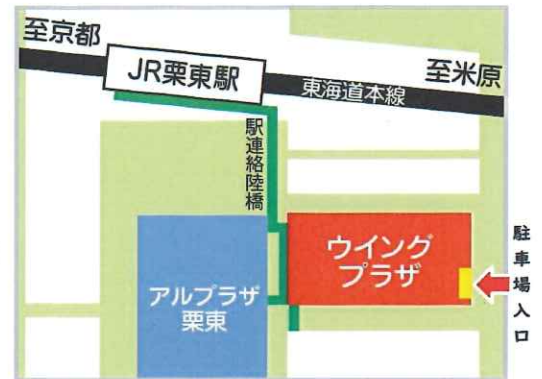 至京都
JR栗東駅
東海道本線
至米原
駅連絡陸橋
ウイング
プラザ
アルプラザ
栗東
駐車場入口